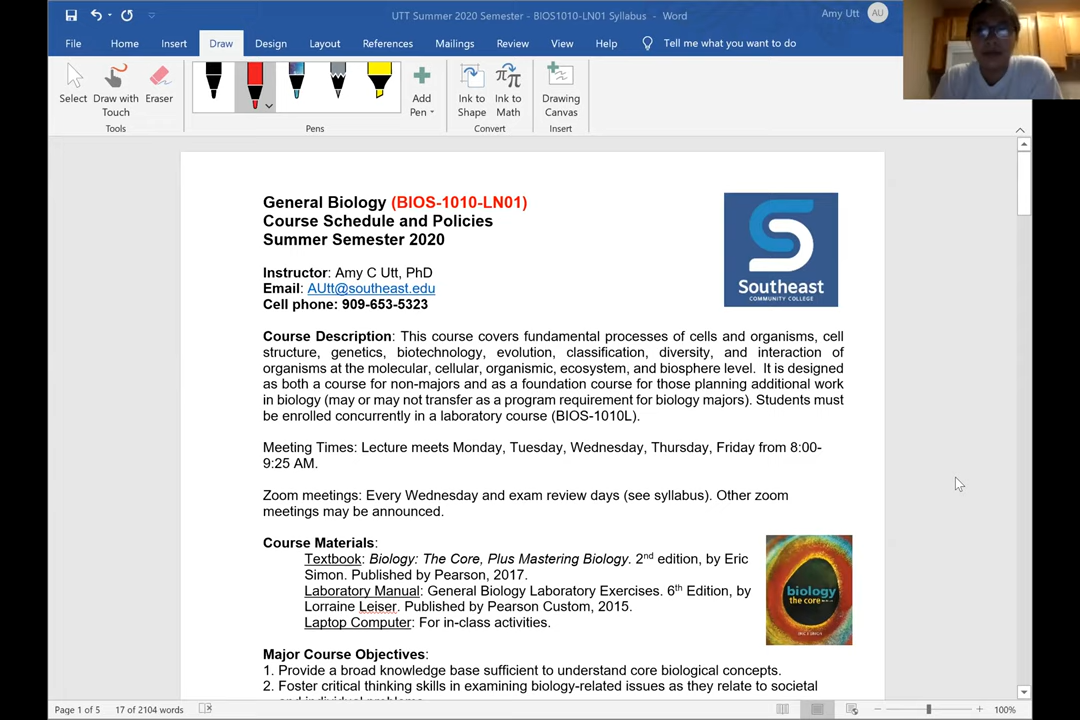 UTT Summer 2020 Semester - BIOS1010-LN01 Syllabus - Word
Amy Utt
AU
File Home Insert Draw Design Layout References Mailings Review View Help Tell me what you want to do
Select
Draw with Touch
Eraser
Add Pen
Ink to Shape
Ink to Math
Drawing Canvas
Tools
Pens
Convert
Insert
General Biology (BIOS-1010-LN01)
Course Schedule and Policies
Summer Semester 2020
Southeast
COMMUNITY COLLEGE
Instructor: Amy C Utt, PhD
Email: AUtt@southeast.edu
Cell phone: 909-653-5323
Course Description: This course covers fundamental processes of cells and organisms, cell
structure, genetics, biotechnology, evolution, classification, diversity, and interaction of
organisms at the molecular, cellular, organismic, ecosystem, and biosphere level. It is designed
as both a course for non-majors and as a foundation course for those planning additional work
in biology (may or may not transfer as a program requirement for biology majors). Students must
be enrolled concurrently in a laboratory course (BIOS-1010L).
Meeting Times: Lecture meets Monday, Tuesday, Wednesday, Thursday, Friday from 8:00-
9:25 AM.
Zoom meetings: Every Wednesday and exam review days (see syllabus). Other zoom
meetings may be announced.
Course Materials:
Textbook: Biology: The Core, Plus Mastering Biology. 2nd edition, by Eric
Simon. Published by Pearson, 2017.
Laboratory Manual: General Biology Laboratory Exercises. 6th Edition, by
Lorraine Leiser. Published by Pearson Custom, 2015.
Laptop Computer: For in-class activities.
biology
the core
Major Course Objectives:
1. Provide a broad knowledge base sufficient to understand core biological concepts.
2. Foster critical thinking skills in examining biology-related issues as they relate to societal
Page 1 of 5 17 of 2104 words
100%